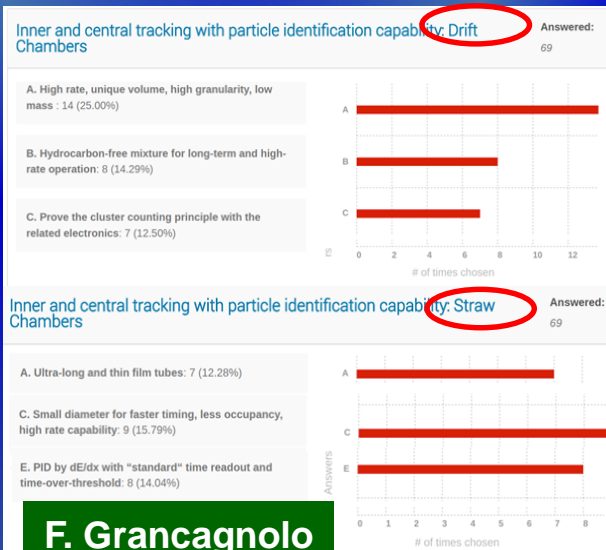 Inner and central tracking with particle identification capability: Drift
Chambers
Answered:
69
A. High rate, unique volume, high granularity, low
mass : 14 (25.00%)
B. Hydrocarbon-free mixture for long-term and high-
rate operation: 8 (14.29%)
C. Prove the cluster counting principle with the
related electronics: 7 (12.50%)
A
B
C
rs
0 2 4 6 8 10 12
# of times chosen
Inner and central tracking with particle identification capability: Straw
Chambers
Answered:
69
A. Ultra-long and thin film tubes: 7 (12.28%)
C. Small diameter for faster timing, less occupancy,
high rate capability: 9 (15.79%)
E. PID by dE/dx with "standard" time readout and
time-over-threshold: 8 (14.04%)
A
C
E
Answers
0 1 2 3 4 5 6 7 8
# of times chosen
F. Grancagnolo